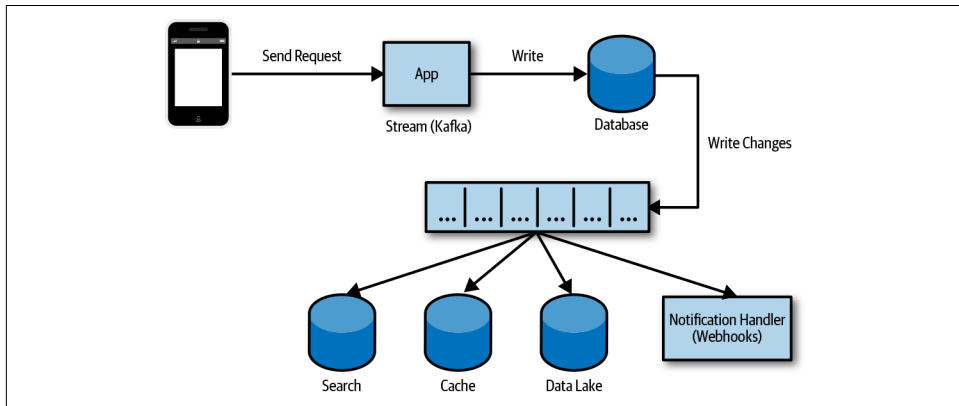 Send Request
App
Write
Stream (Kafka)
Database
Write Changes
... ... ... ... ... ...
Search
Cache
Data Lake
Notification Handler
(Webhooks)